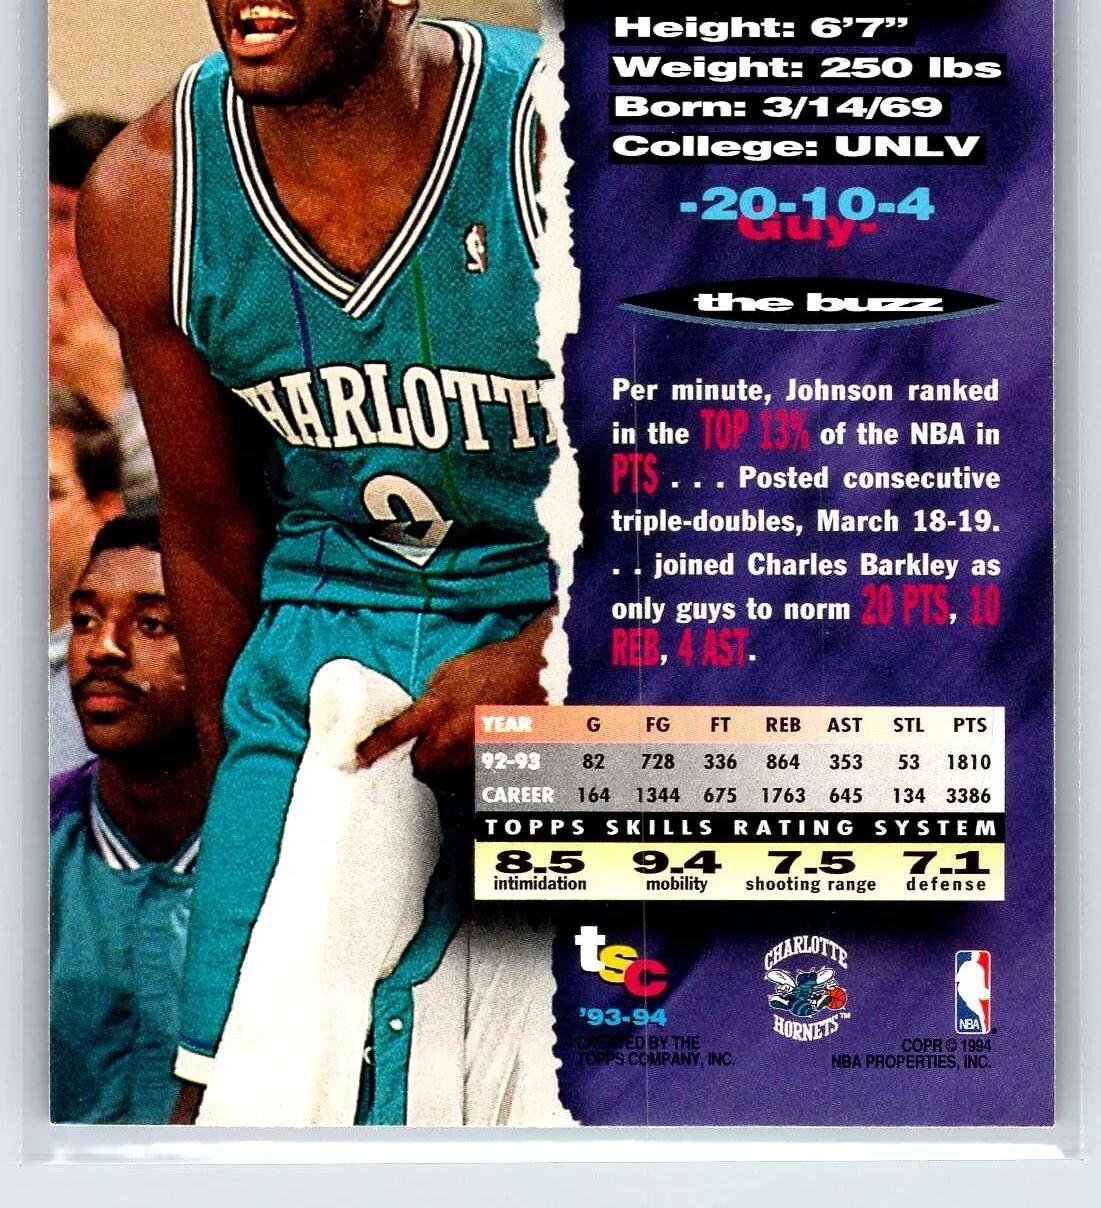 Height: 6'7"
Weight: 250 lbs
Born: 3/14/69
College: UNLV
-20-10-4
Guy-
the buzz
Per minute, Johnson ranked
in the TOP 13% of the NBA in
PTS . . . Posted consecutive
triple-doubles, March 18-19.
. . joined Charles Barkley as
only guys to norm 20 PTS, 10
REB, 4 AST.
HARLOTT
2
YEAR G FG FT REB AST STL PTS
92-93 82 728 336 864 353 53 1810
CAREER 164 1344 675 1763 645 134 3386
TOPPS SKILLS RATING SYSTEM
8.5 9.4 7.5 7.1
intimidation mobility shooting range defense
tsc
'93-94
CREATED BY THE
TOPPS COMPANY, INC.
CHARLOTTE
HORNETS™
NBA
COPR © 1994
NBA PROPERTIES, INC.